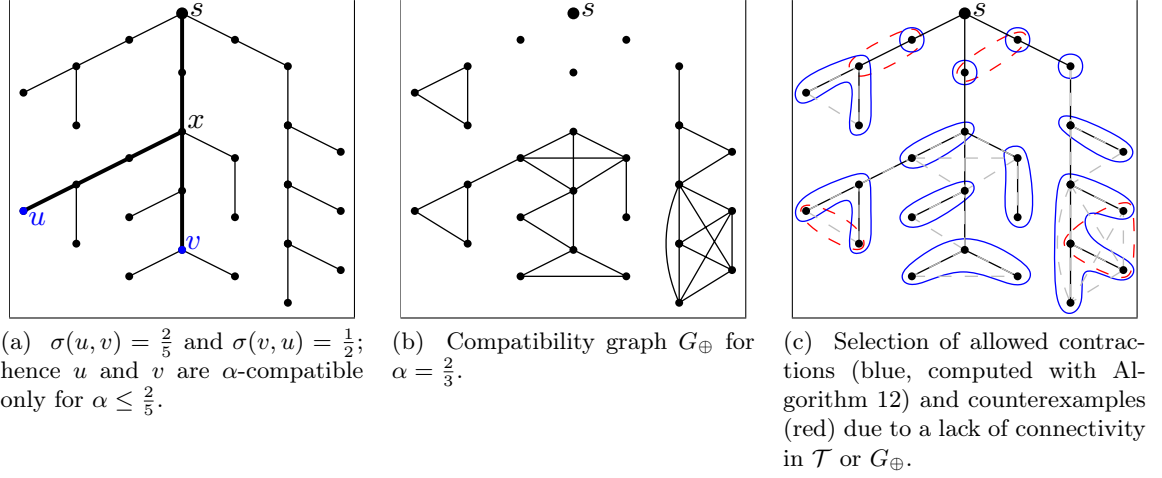 s
x
u
v
s
s
(a) σ(u, v) = 2/5 and σ(v, u) = 1/2;
hence u and v are α-compatible
only for α ≤ 2/5.
(b) Compatibility graph G⊕ for
α = 2/3.
(c) Selection of allowed contrac-
tions (blue, computed with Al-
gorithm 12) and counterexamples
(red) due to a lack of connectivity
in 𝒯 or G⊕.